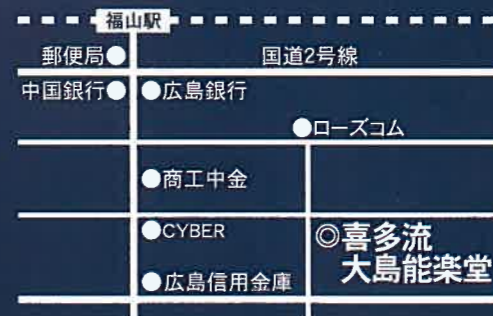 福山駅
郵便局
国道2号線
中国銀行
広島銀行
ローズコム
商工中金
CYBER
◎喜多流
大島能楽堂
広島信用金庫